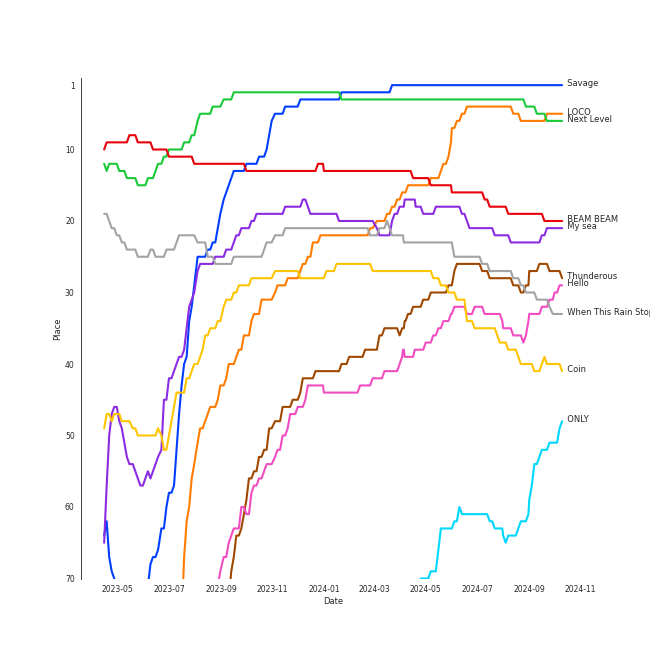 1
Savage
LOCO
Next Level
10
20
BEAM BEAM
My sea
Thunderous
Hello
30
When This Rain Stop
Place
40
Coin
ONLY
50
60
70
2023-05 2023-07 2023-09 2023-11 2024-01 2024-03 2024-05 2024-07 2024-09 2024-11
Date